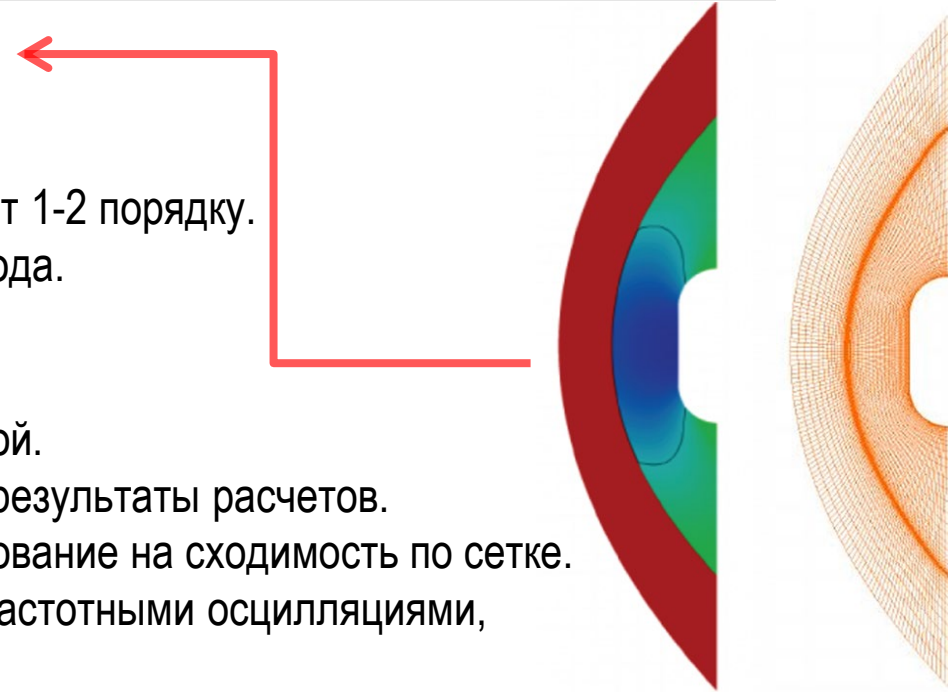 т 1-2 порядку.
ода.
ой.
результаты расчетов.
ование на сходимость по сетке.
астотными осцилляциями,